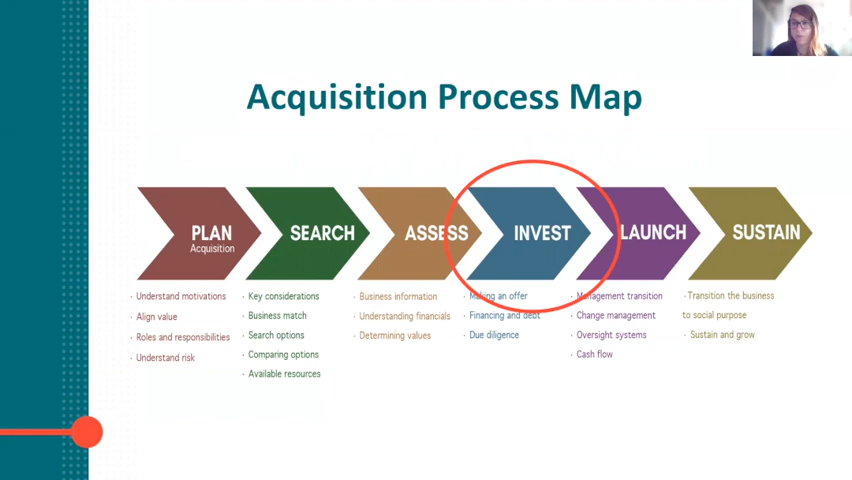 Acquisition Process Map
PLAN
Acquisition
SEARCH
ASSESS
INVEST
LAUNCH
SUSTAIN
· Understand motivations
· Align value
· Roles and responsibilities
· Understand risk
· Key considerations
· Business match
· Search options
· Comparing options
· Available resources
· Business information
· Understanding financials
· Determining values
· Making an offer
· Financing and debt
· Due diligence
· Management transition
· Change management
· Oversight systems
· Cash flow
· Transition the business
to social purpose
· Sustain and grow